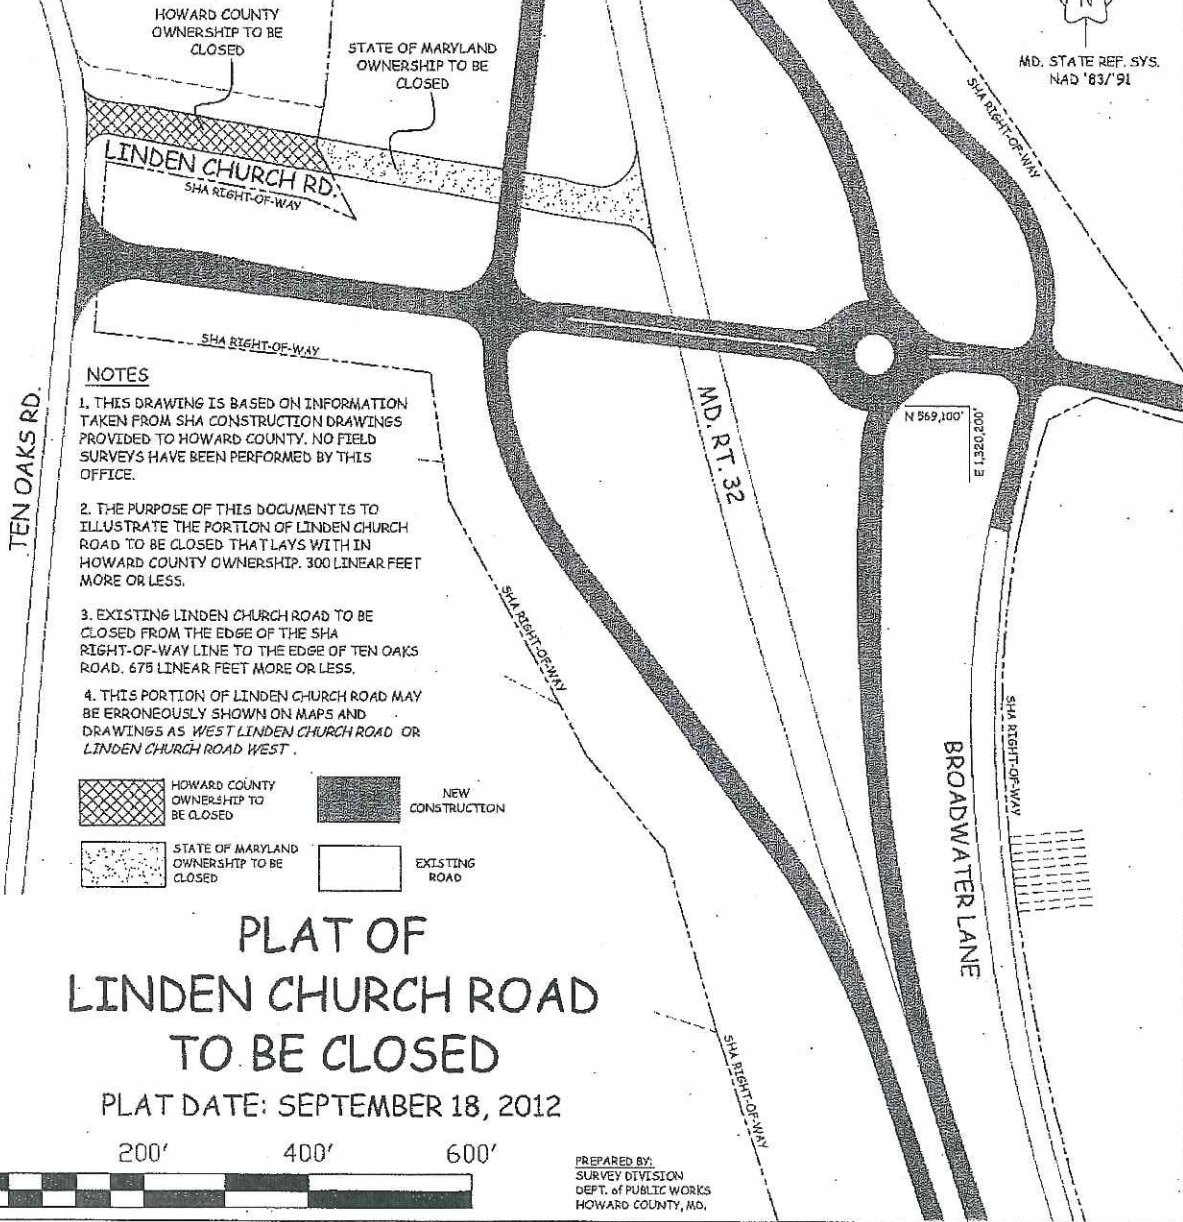 HOWARD COUNTY
OWNERSHIP TO BE
CLOSED
STATE OF MARYLAND
OWNERSHIP TO BE
CLOSED
N
MD. STATE REF. SYS.
NAD '83/'91
SHA RIGHT-OF-WAY
LINDEN CHURCH RD.
SHA RIGHT-OF-WAY
SHA RIGHT-OF-WAY
TEN OAKS RD.
MD. RT. 32
N 569,100'
E 1,320,200'
NOTES
1. THIS DRAWING IS BASED ON INFORMATION
TAKEN FROM SHA CONSTRUCTION DRAWINGS
PROVIDED TO HOWARD COUNTY. NO FIELD
SURVEYS HAVE BEEN PERFORMED BY THIS
OFFICE.
2. THE PURPOSE OF THIS DOCUMENT IS TO
ILLUSTRATE THE PORTION OF LINDEN CHURCH
ROAD TO BE CLOSED THAT LAYS WITH IN
HOWARD COUNTY OWNERSHIP. 300 LINEAR FEET
MORE OR LESS.
3. EXISTING LINDEN CHURCH ROAD TO BE
CLOSED FROM THE EDGE OF THE SHA
RIGHT-OF-WAY LINE TO THE EDGE OF TEN OAKS
ROAD. 675 LINEAR FEET MORE OR LESS.
4. THIS PORTION OF LINDEN CHURCH ROAD MAY
BE ERRONEOUSLY SHOWN ON MAPS AND
DRAWINGS AS WEST LINDEN CHURCH ROAD OR
LINDEN CHURCH ROAD WEST .
SHA RIGHT-OF-WAY
SHA RIGHT-OF-WAY
BROADWATER LANE
HOWARD COUNTY
OWNERSHIP TO
BE CLOSED
NEW
CONSTRUCTION
STATE OF MARYLAND
OWNERSHIP TO BE
CLOSED
EXISTING
ROAD
PLAT OF
LINDEN CHURCH ROAD
TO BE CLOSED
PLAT DATE: SEPTEMBER 18, 2012
SHA RIGHT-OF-WAY
200'
400'
600'
PREPARED BY:
SURVEY DIVISION
DEPT. of PUBLIC WORKS
HOWARD COUNTY, MD.